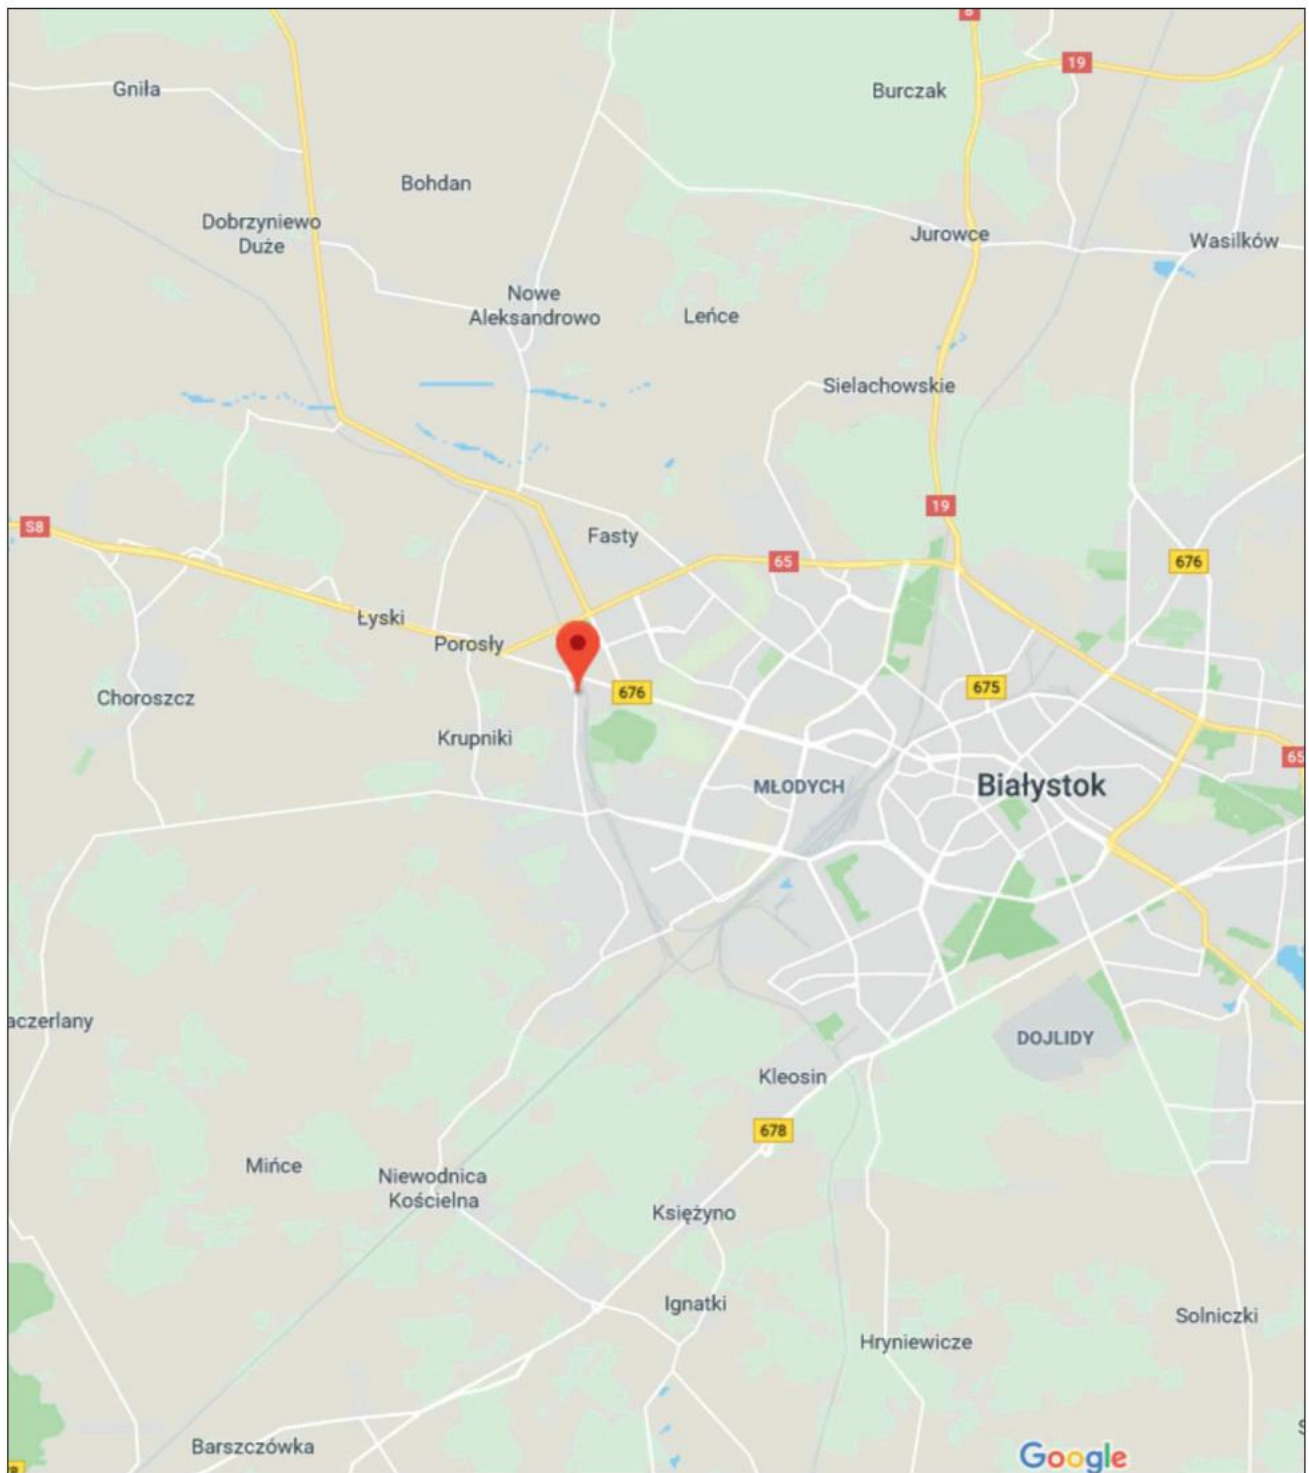 8
19
Gniła
Burczak
Bohdan
Dobrzyniewo
Duże
Jurowce
Wasilków
Nowe
Aleksandrowo
Leńce
Sielachowskie
S8
19
Fasty
65
676
Łyski
Porosły
676
675
Choroszcz
Krupniki
65
MŁODYCH
Białystok
aczerlany
DOJLIDY
Kleosin
678
Mińce
Niewodnica
Kościelna
Księżyno
Ignatki
Solniczki
Hryniewicze
Barszczówka
Google